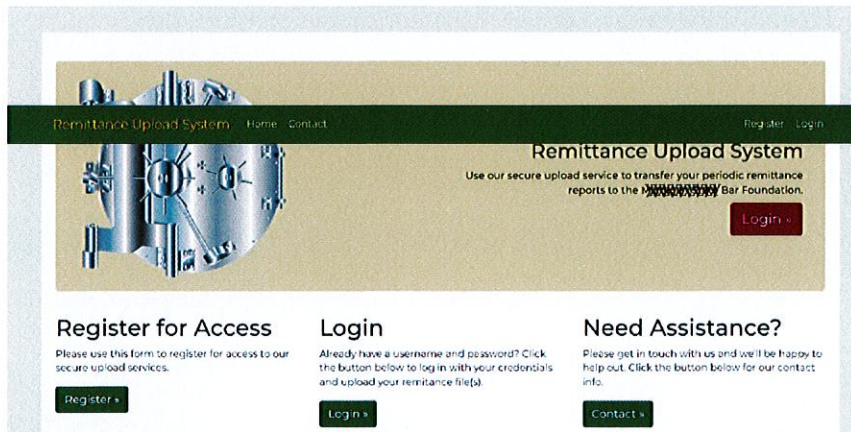 Remittance Upload System Home Contact Register Login
Remittance Upload System
Use our secure upload service to transfer your periodic remittance
reports to the Bar Foundation.
Login »
Register for Access
Please use this form to register for access to our
secure upload services.
Register »
Login
Already have a username and password? Click
the button below to log in with your credentials
and upload your remitance file(s).
Login »
Need Assistance?
Please get in touch with us and we'll be happy to
help out. Click the button below for our contact
info.
Contact »